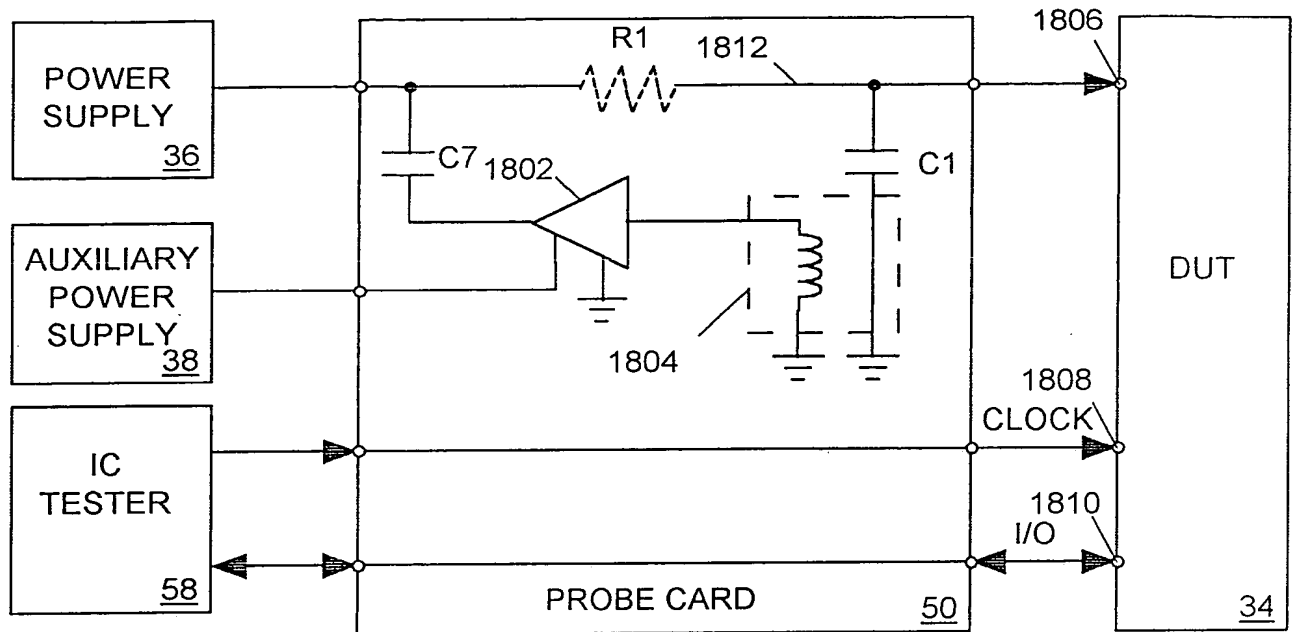 POWER
SUPPLY
36
AUXILIARY
POWER
SUPPLY
38
IC
TESTER
58
R1
1812
C7
1802
C1
1804
PROBE CARD
50
1806
DUT
1808
CLOCK
1810
I/O
34